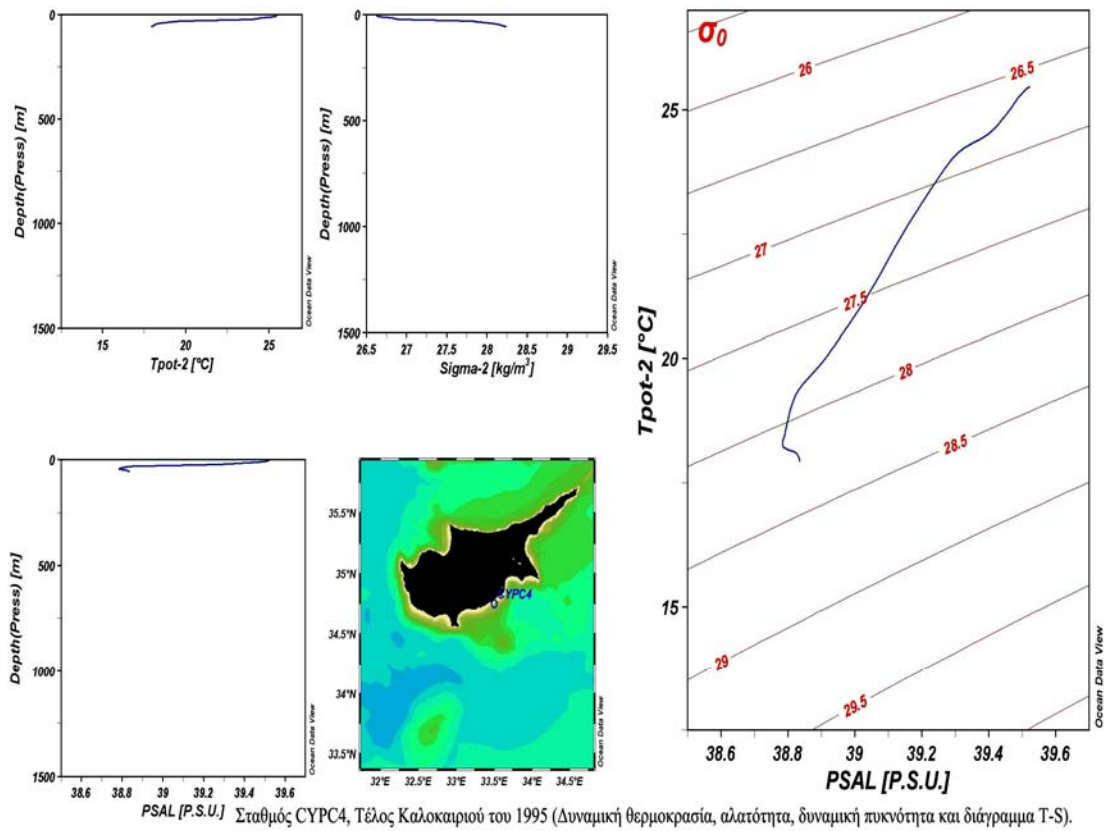 0
500
1000
1500
Depth(Press) [m]
15 20 25
Tpot-2 [°C]
Ocean Data View
0
500
1000
1500
Depth(Press) [m]
26.5 27 27.5 28 28.5 29 29.5
Sigma-2 [kg/m³]
Ocean Data View
σ₀
26
26.5
27
27.5
28
28.5
29
29.5
25
20
15
Tpot-2 [°C]
38.6 38.8 39 39.2 39.4 39.6
PSAL [P.S.U.]
Ocean Data View
0
500
1000
1500
Depth(Press) [m]
38.6 38.8 39 39.2 39.4 39.6
PSAL [P.S.U.]
Ocean Data View
35.5°N
35°N
34.5°N
34°N
33.5°N
CYPC4
32°E 32.5°E 33°E 33.5°E 34°E 34.5°E
Ocean Data View
Σταθμός CYPC4, Τέλος Καλοκαιριού του 1995 (Δυναμική θερμοκρασία, αλατότητα, δυναμική πυκνότητα και διάγραμμα T-S).